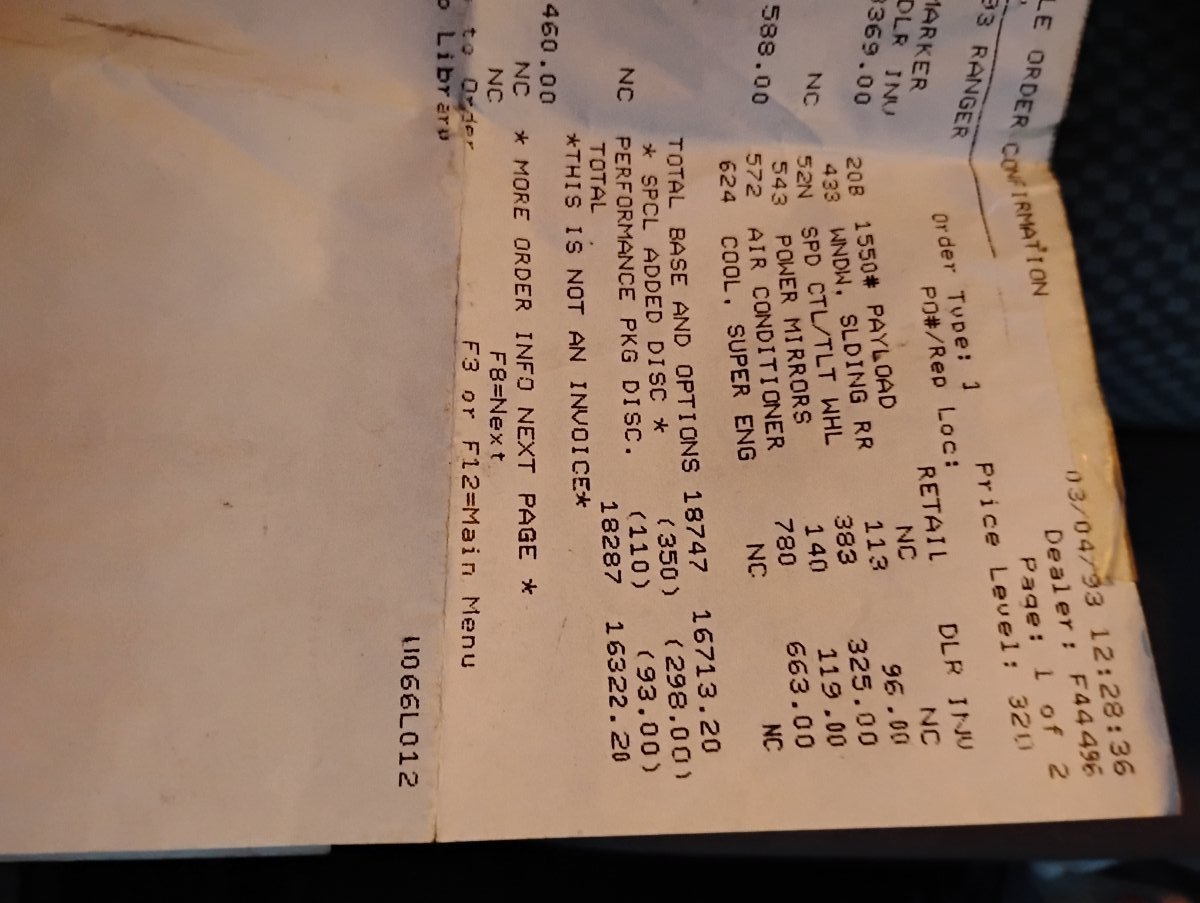 03/04/93 12:28:36
ORDER CONFIRMATION Dealer: F44496
Page: 1 of 2
93 RANGER Order Type: 1 Price Level: 320
MARKER PO#/Rep Loc:
DLR INV RETAIL DLR INV
369.00 20B 1550# PAYLOAD NC NC
433 WNDW, SLDING RR 113 96.00
NC 52N SPD CTL/TLT WHL 383 325.00
543 POWER MIRRORS 140 119.00
588.00 572 AIR CONDITIONER 780 663.00
624 COOL, SUPER ENG NC NC
TOTAL BASE AND OPTIONS 18747 16713.20
* SPCL ADDED DISC * (350) (298.00)
NC PERFORMANCE PKG DISC. (110) (93.00)
TOTAL 18287 16322.20
*THIS IS NOT AN INVOICE*
460.00
NC * MORE ORDER INFO NEXT PAGE *
NC F8=Next
to Order F3 or F12=Main Menu
Library
U066L012